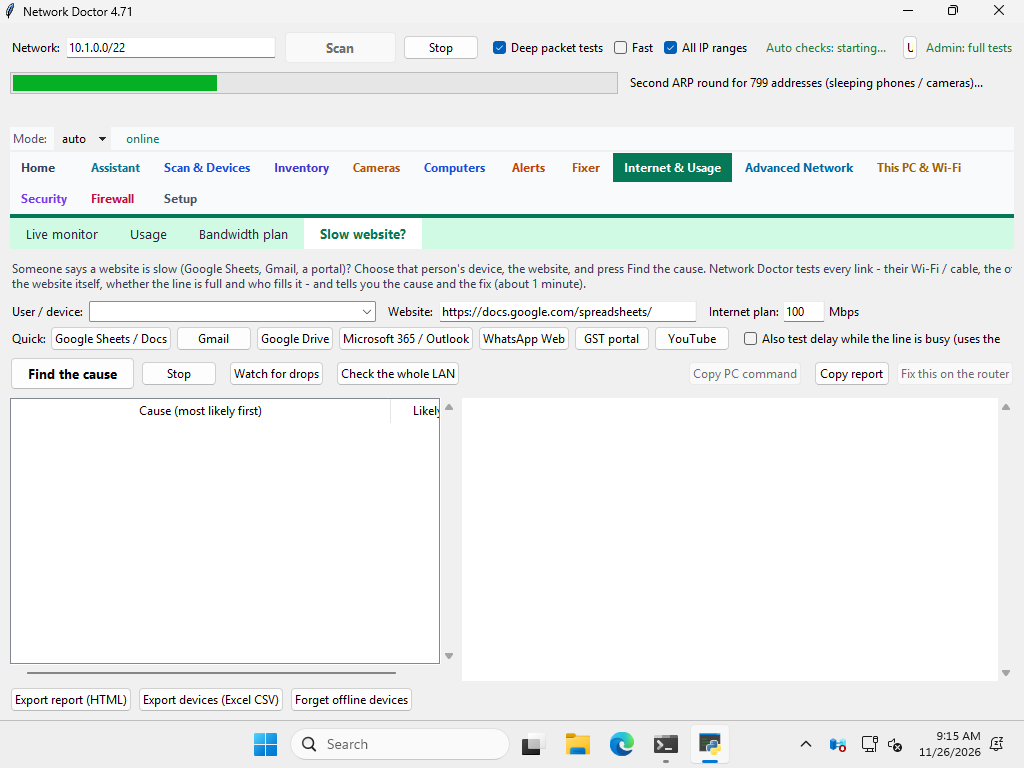 Network Doctor 4.71
Network: 10.1.0.0/22 Scan Stop Deep packet tests Fast All IP ranges Auto checks: starting... Admin: full tests
Second ARP round for 799 addresses (sleeping phones / cameras)...
Mode: auto online
Home Assistant Scan & Devices Inventory Cameras Computers Alerts Fixer Internet & Usage Advanced Network This PC & Wi-Fi
Security Firewall Setup
Live monitor Usage Bandwidth plan Slow website?
Someone says a website is slow (Google Sheets, Gmail, a portal)? Choose that person's device, the website, and press Find the cause. Network Doctor tests every link - their Wi-Fi / cable, the
the website itself, whether the line is full and who fills it - and tells you the cause and the fix (about 1 minute).
User / device: Website: https://docs.google.com/spreadsheets/ Internet plan: 100 Mbps
Quick: Google Sheets / Docs Gmail Google Drive Microsoft 365 / Outlook WhatsApp Web GST portal YouTube Also test delay while the line is busy (uses the
Find the cause Stop Watch for drops Check the whole LAN Copy PC command Copy report Fix this on the router
Cause (most likely first) Likely
Export report (HTML) Export devices (Excel CSV) Forget offline devices
Search
9:15 AM
11/26/2026